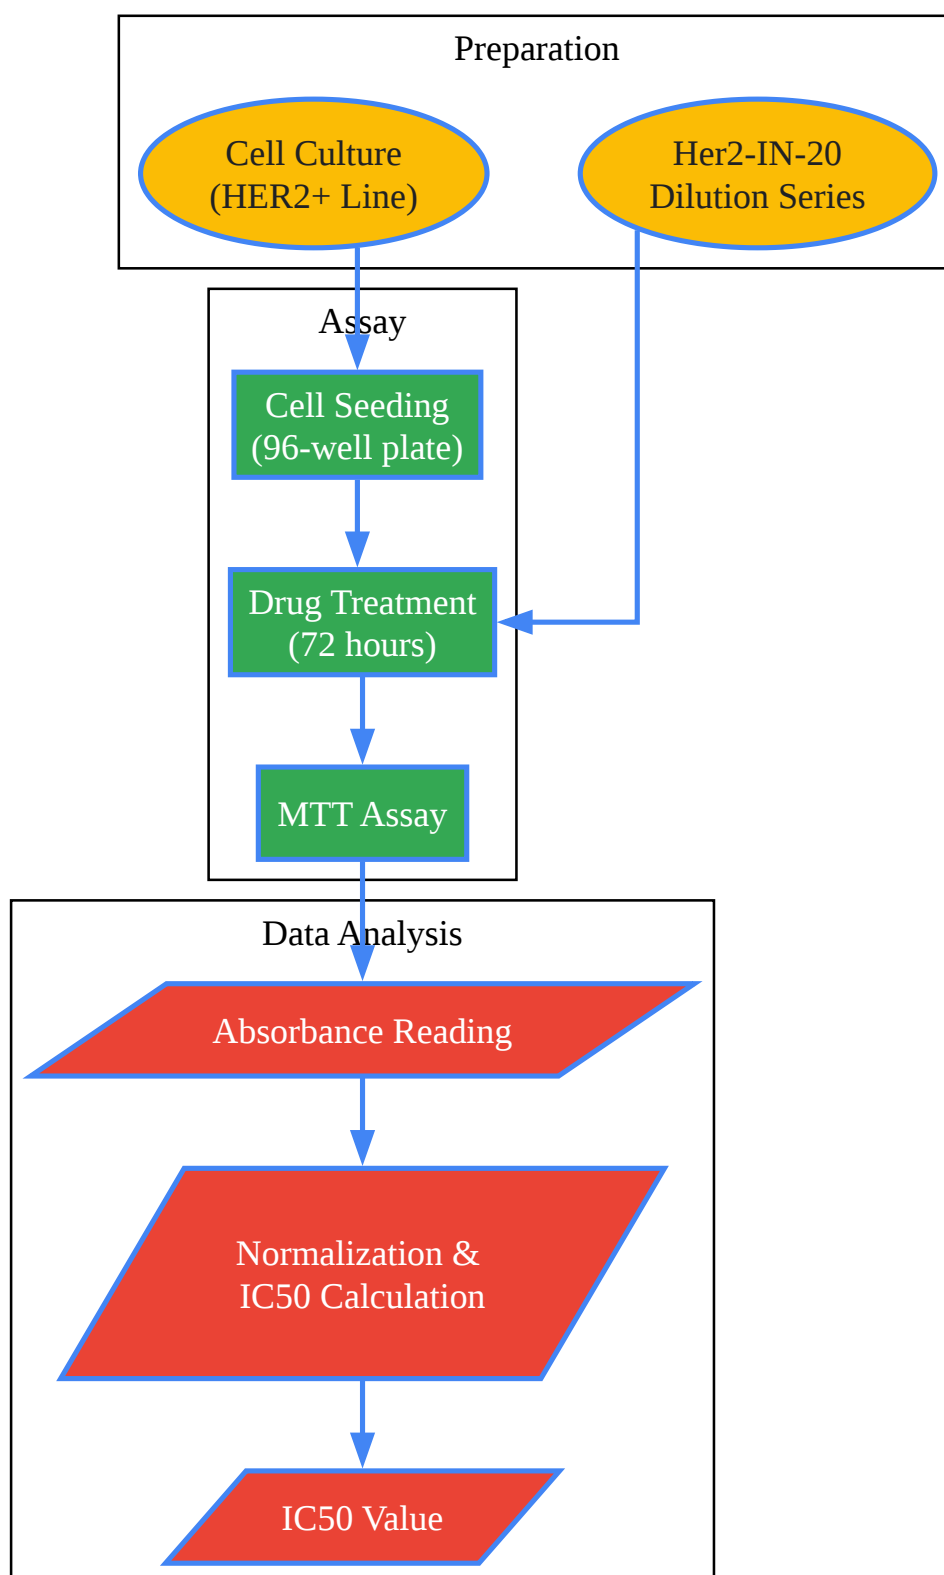 Preparation
Cell Culture
(HER2+ Line)
Her2-IN-20
Dilution Series
Assay
Cell Seeding
(96-well plate)
Drug Treatment
(72 hours)
MTT Assay
Data Analysis
Absorbance Reading
Normalization &
IC50 Calculation
IC50 Value